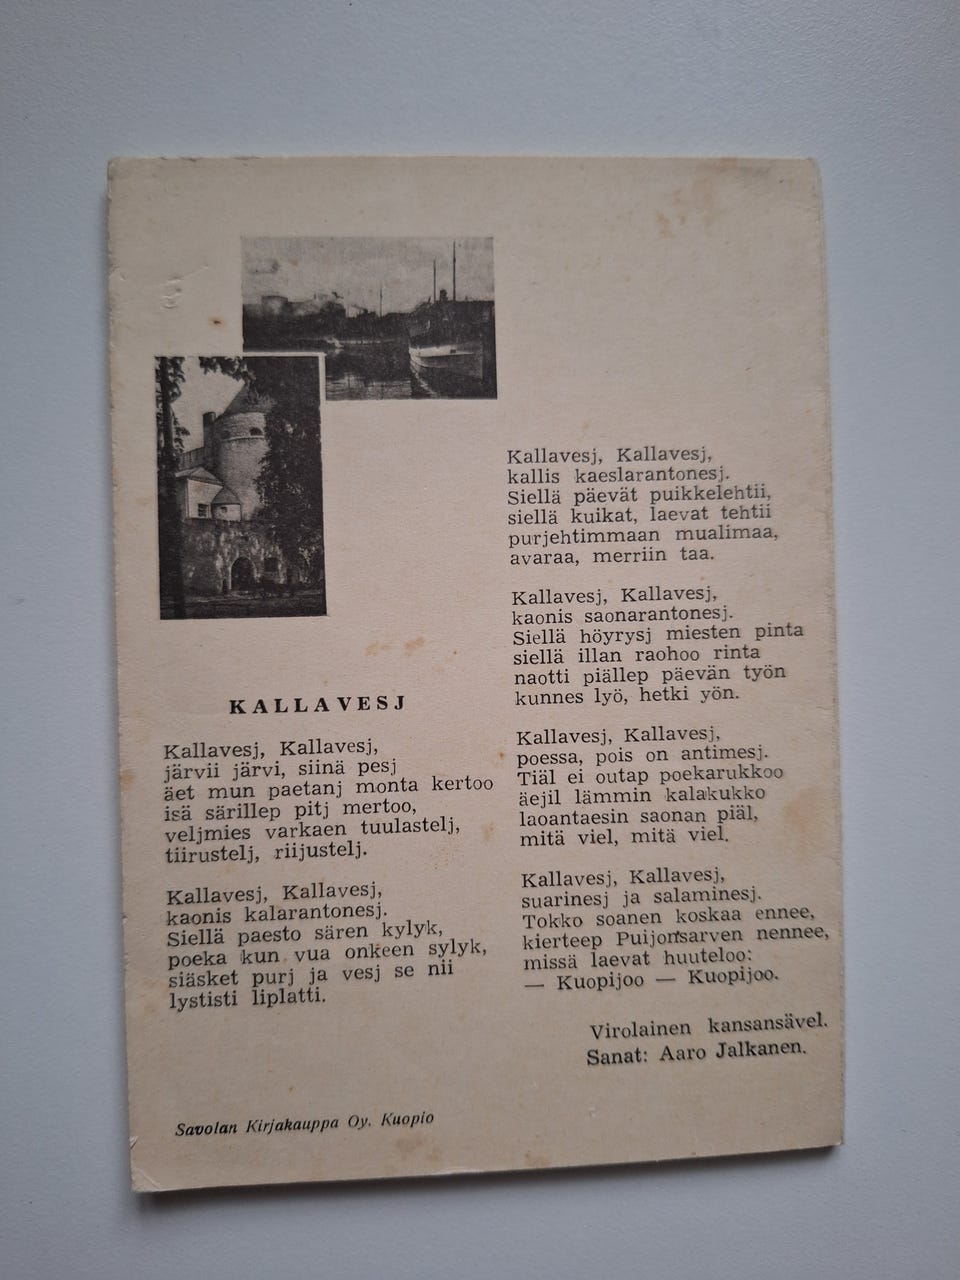 KALLAVESJ
Kallavesj, Kallavesj,
järvii järvi, siinä pesj
äet mun paetanj monta kertoo
isä särillep pitj mertoo,
veljmies varkaen tuulastelj,
tiirustelj, riijustelj.
Kallavesj, Kallavesj,
kaonis kalarantonesj.
Siellä paesto sären kylyk,
poeka kun vua onkeen sylyk,
siäsket purj ja vesj se nii
lystisti liplatti.
Kallavesj, Kallavesj,
kallis kaeslarantonesj.
Siellä päevät puikkelehtii,
siellä kuikat, laevat tehtii
purjehtimmaan mualimaa,
avaraa, merriin taa.
Kallavesj, Kallavesj,
kaonis saonarantonesj.
Siellä höyrysj miesten pinta
siellä illan raohoo rinta
naotti piällep päevän työn
kunnes lyö, hetki yön.
Kallavesj, Kallavesj,
poessa, pois on antimesj.
Tiäl ei outap poekarukkoo
äejil lämmin kalakukko
laoantaesin saonan piäl,
mitä viel, mitä viel.
Kallavesj, Kallavesj,
suarinesj ja salaminesj.
Tokko soanen koskaa ennee,
kierteep Puijonsarven nennee,
missä laevat huuteloo:
— Kuopijoo — Kuopijoo.
Virolainen kansansävel.
Sanat: Aaro Jalkanen.
Savolan Kirjakauppa Oy. Kuopio